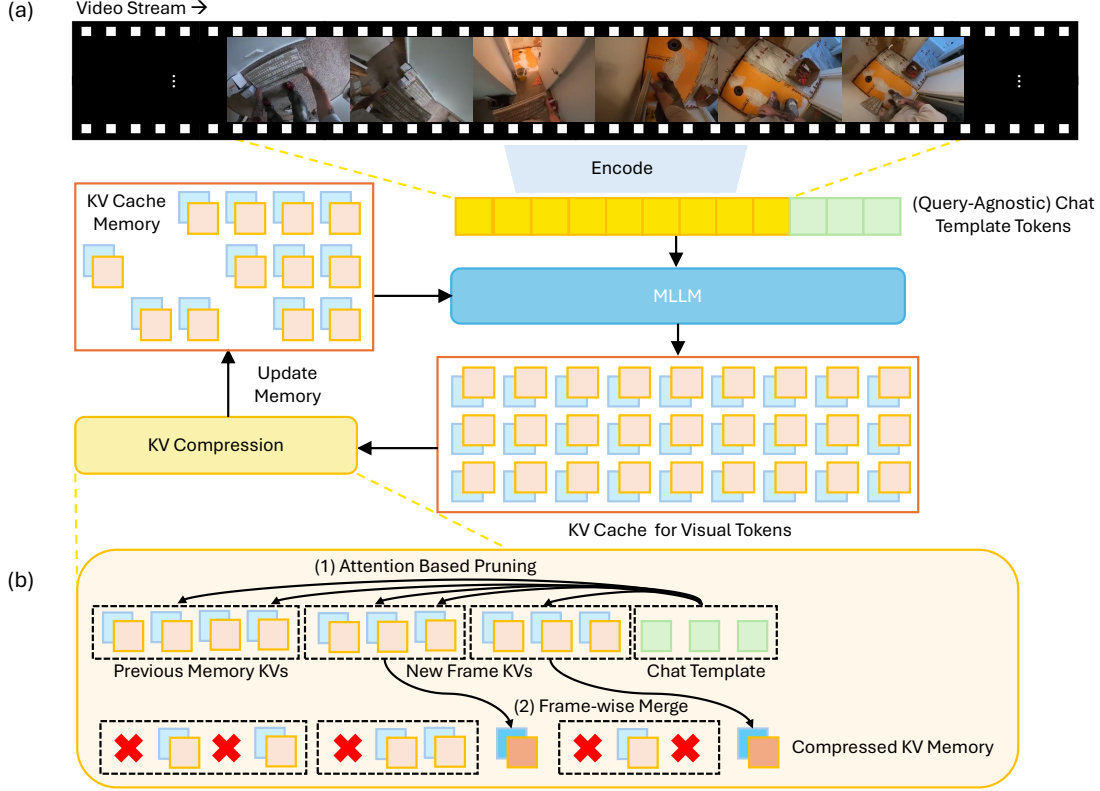 (a)
Video Stream →
⋮
⋮
Encode
KV Cache
Memory
(Query-Agnostic) Chat
Template Tokens
MLLM
Update
Memory
KV Compression
KV Cache for Visual Tokens
(b)
(1) Attention Based Pruning
Previous Memory KVs
New Frame KVs
Chat Template
(2) Frame-wise Merge
Compressed KV Memory